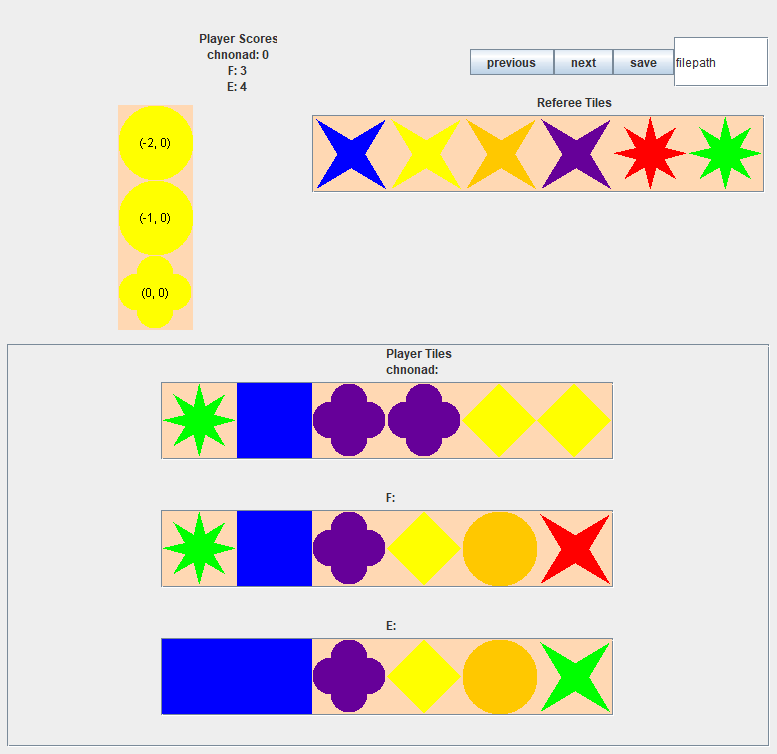 Player Scores
chnonad: 0
F: 3
E: 4
previous next save filepath
Referee Tiles
(-2, 0)
(-1, 0)
(0, 0)
Player Tiles
chnonad:
F:
E: